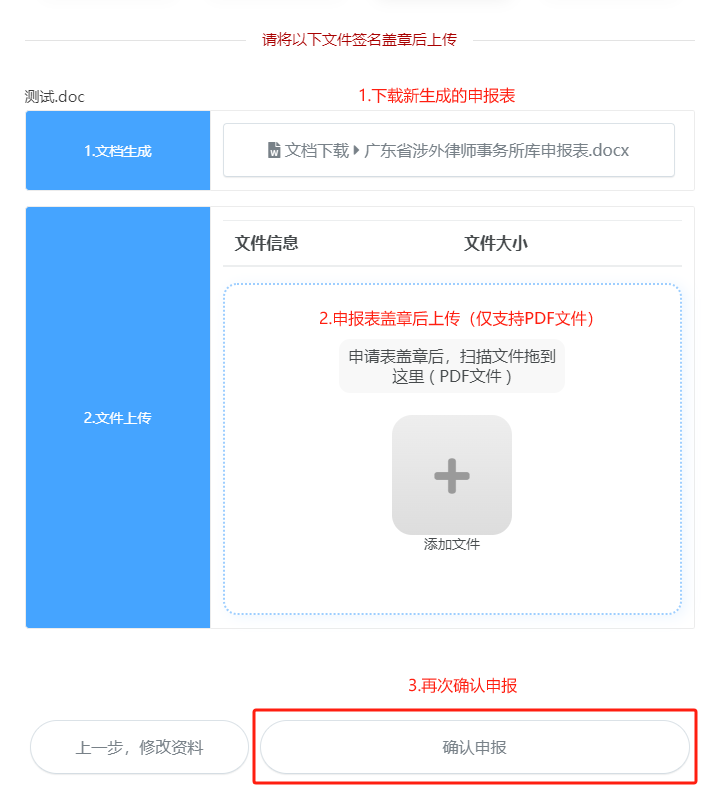 请将以下文件签名盖章后上传
测试.doc
1.下载新生成的申报表
1.文档生成
文档下载 广东省涉外律师事务所库申报表.docx
文件信息
文件大小
2.申报表盖章后上传（仅支持PDF文件）
申请表盖章后，扫描文件拖到
这里 ( PDF文件 )
2.文件上传
添加文件
3.再次确认申报
上一步，修改资料
确认申报